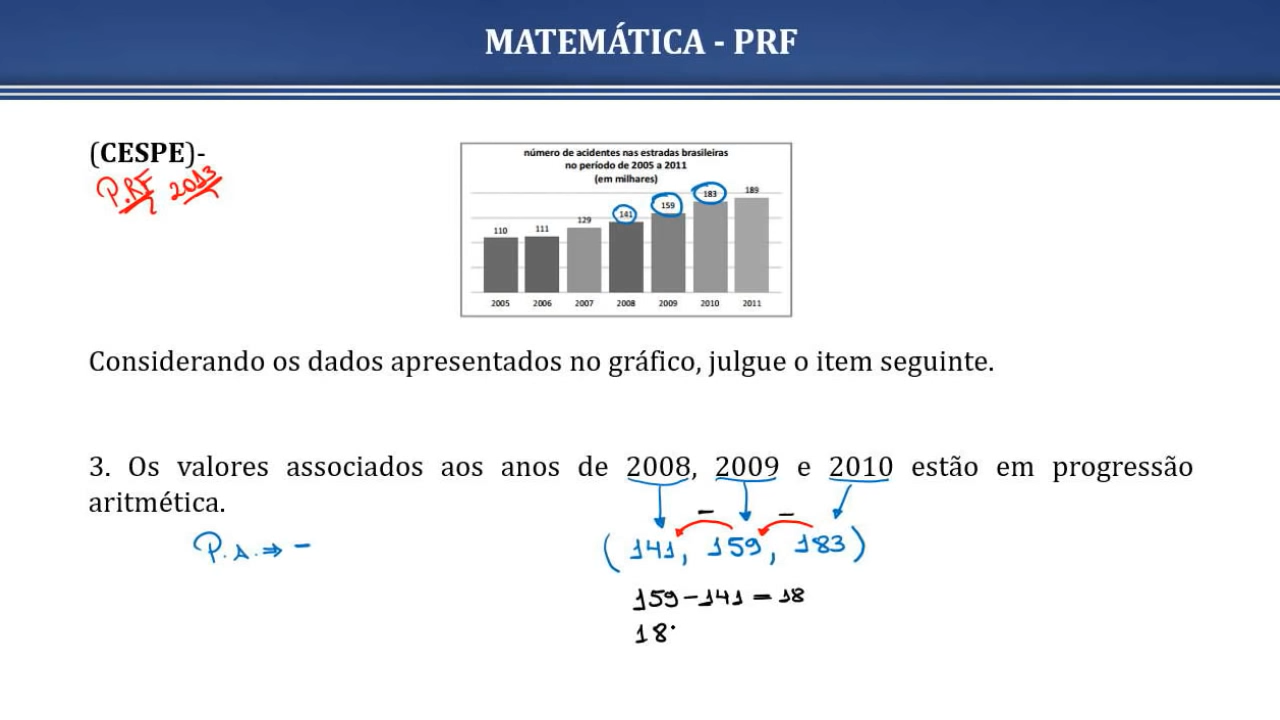 MATEMÁTICA - PRF
(CESPE)-
P.RF 2013
número de acidentes nas estradas brasileiras
no período de 2005 a 2011
(em milhares)
110 111 129 141 159 183 189
2005 2006 2007 2008 2009 2010 2011
Considerando os dados apresentados no gráfico, julgue o item seguinte.
3. Os valores associados aos anos de 2008, 2009 e 2010 estão em progressão
aritmética.
P.A. ⇒ −
− −
(141, 159, 183)
159 − 141 = 18
18